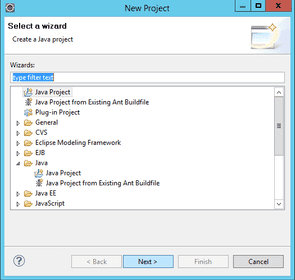 New Project
Select a wizard
Create a Java project
Wizards:
type filter text
Java Project
Java Project from Existing Ant Buildfile
Plug-in Project
General
CVS
Eclipse Modeling Framework
EJB
Java
Java Project
Java Project from Existing Ant Buildfile
Java EE
JavaScript
?
< Back
Next >
Finish
Cancel